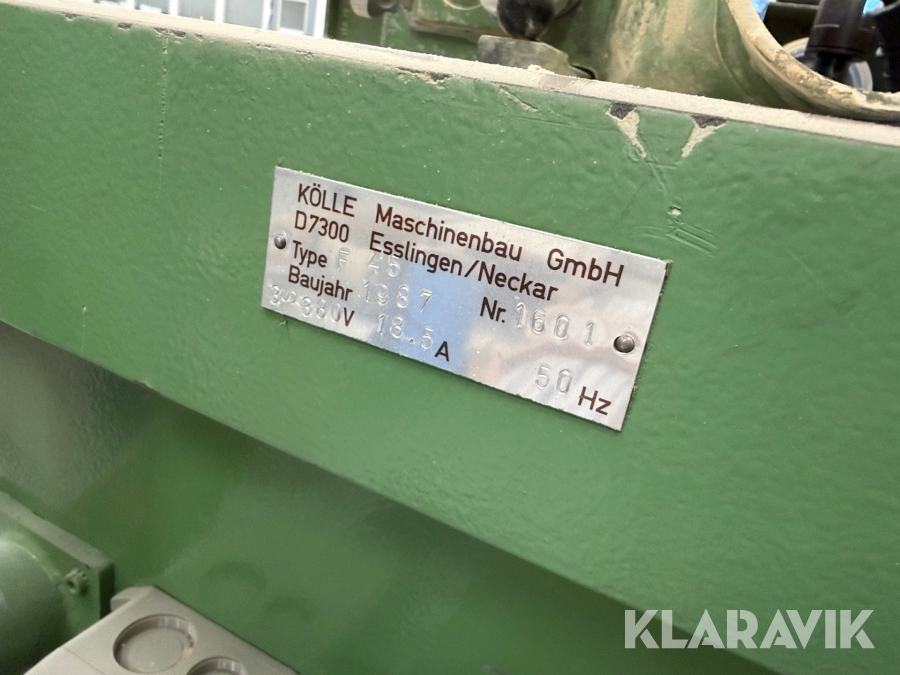 KÖLLE Maschinenbau GmbH
D7300 Esslingen/Neckar
Type F 45
Baujahr 1987 Nr. 1601
3~380V 18.5A 50 Hz
KLARAVIK